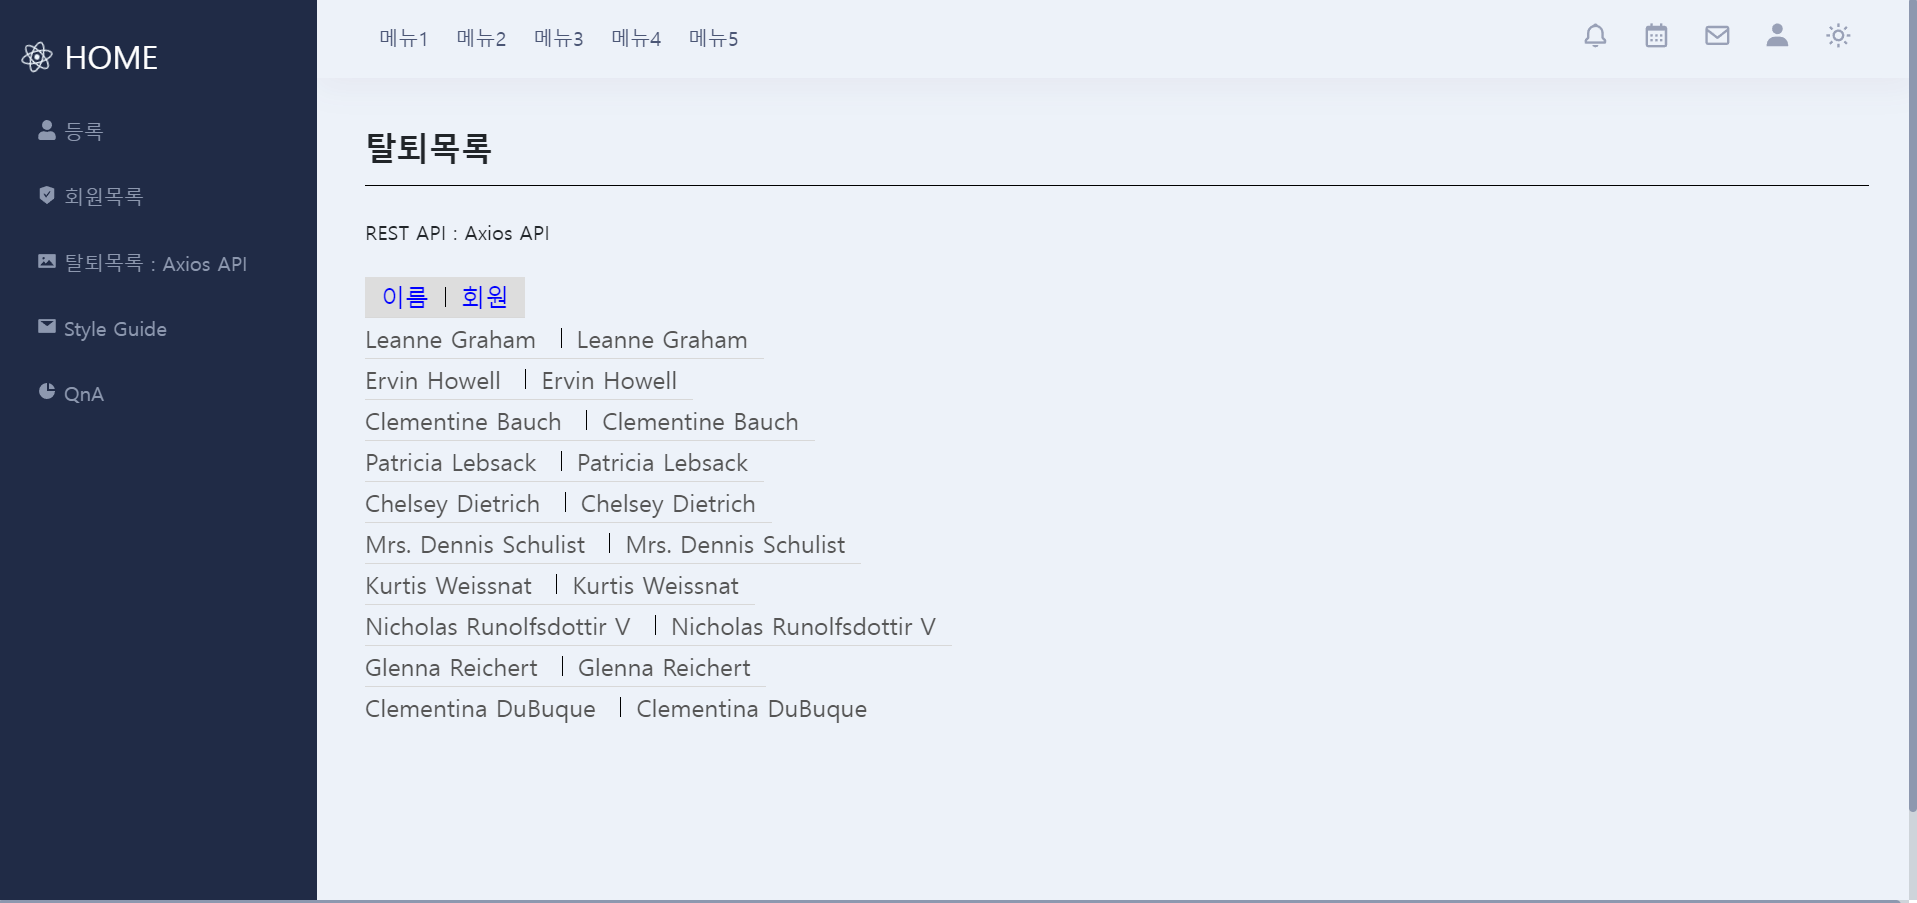 HOME
등록
회원목록
탈퇴목록 : Axios API
Style Guide
QnA
메뉴1 메뉴2 메뉴3 메뉴4 메뉴5
탈퇴목록
REST API : Axios API
이름 | 회원
Leanne Graham | Leanne Graham
Ervin Howell | Ervin Howell
Clementine Bauch | Clementine Bauch
Patricia Lebsack | Patricia Lebsack
Chelsey Dietrich | Chelsey Dietrich
Mrs. Dennis Schulist | Mrs. Dennis Schulist
Kurtis Weissnat | Kurtis Weissnat
Nicholas Runolfsdottir V | Nicholas Runolfsdottir V
Glenna Reichert | Glenna Reichert
Clementina DuBuque | Clementina DuBuque